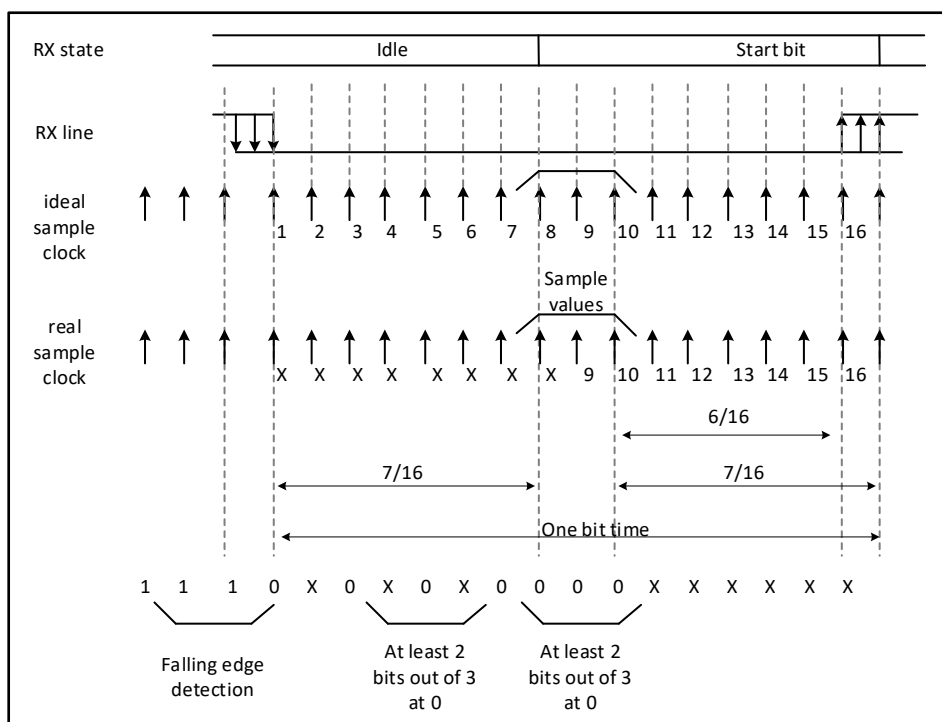 RX state Idle Start bit
RX line
ideal sample clock
1 2 3 4 5 6 7 8 9 10 11 12 13 14 15 16
Sample values
real sample clock
X X X X X X X X 9 10 11 12 13 14 15 16
6/16
7/16 7/16
One bit time
1 1 1 0 X 0 X 0 X 0 0 0 0 X X X X X X
Falling edge detection
At least 2 bits out of 3 at 0
At least 2 bits out of 3 at 0